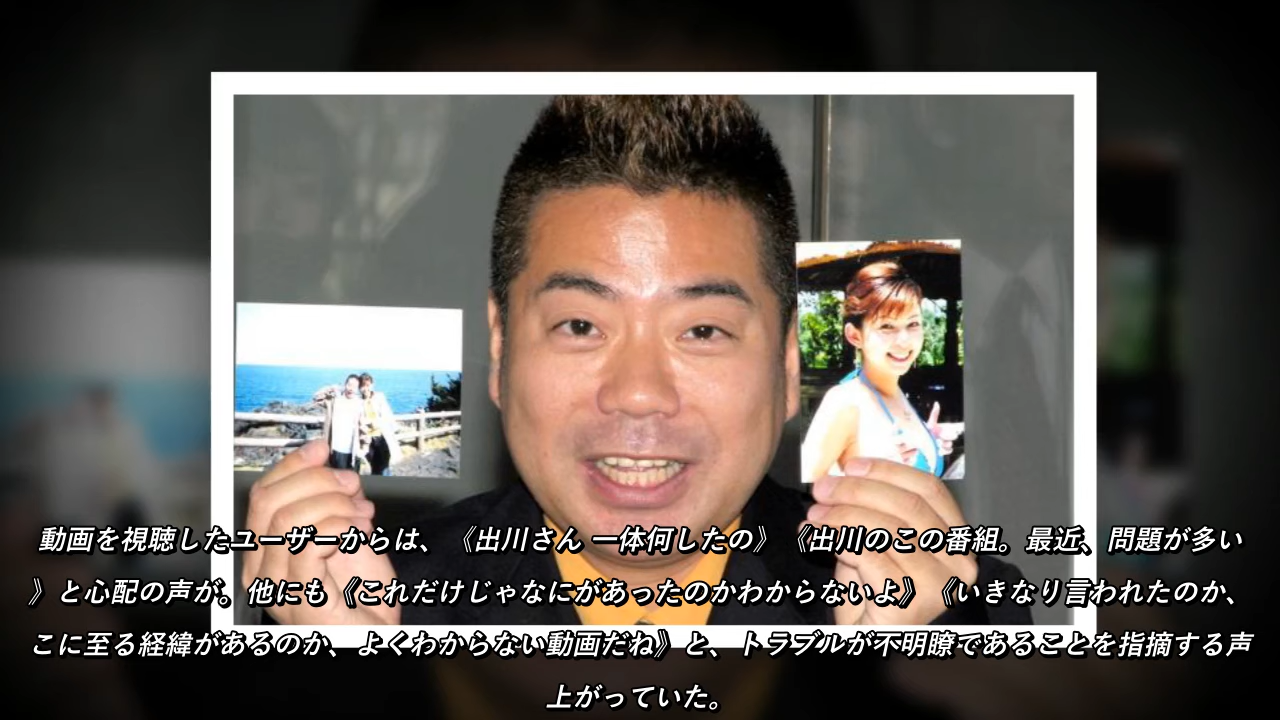 動画を視聴したユーザーからは、《出川さん 一体何したの》《出川のこの番組。最近、問題が多い
》と心配の声が。他にも《これだけじゃなにがあったのかわからないよ》《いきなり言われたのか、
こに至る経緯があるのか、よくわからない動画だね》と、トラブルが不明瞭であることを指摘する声
上がっていた。